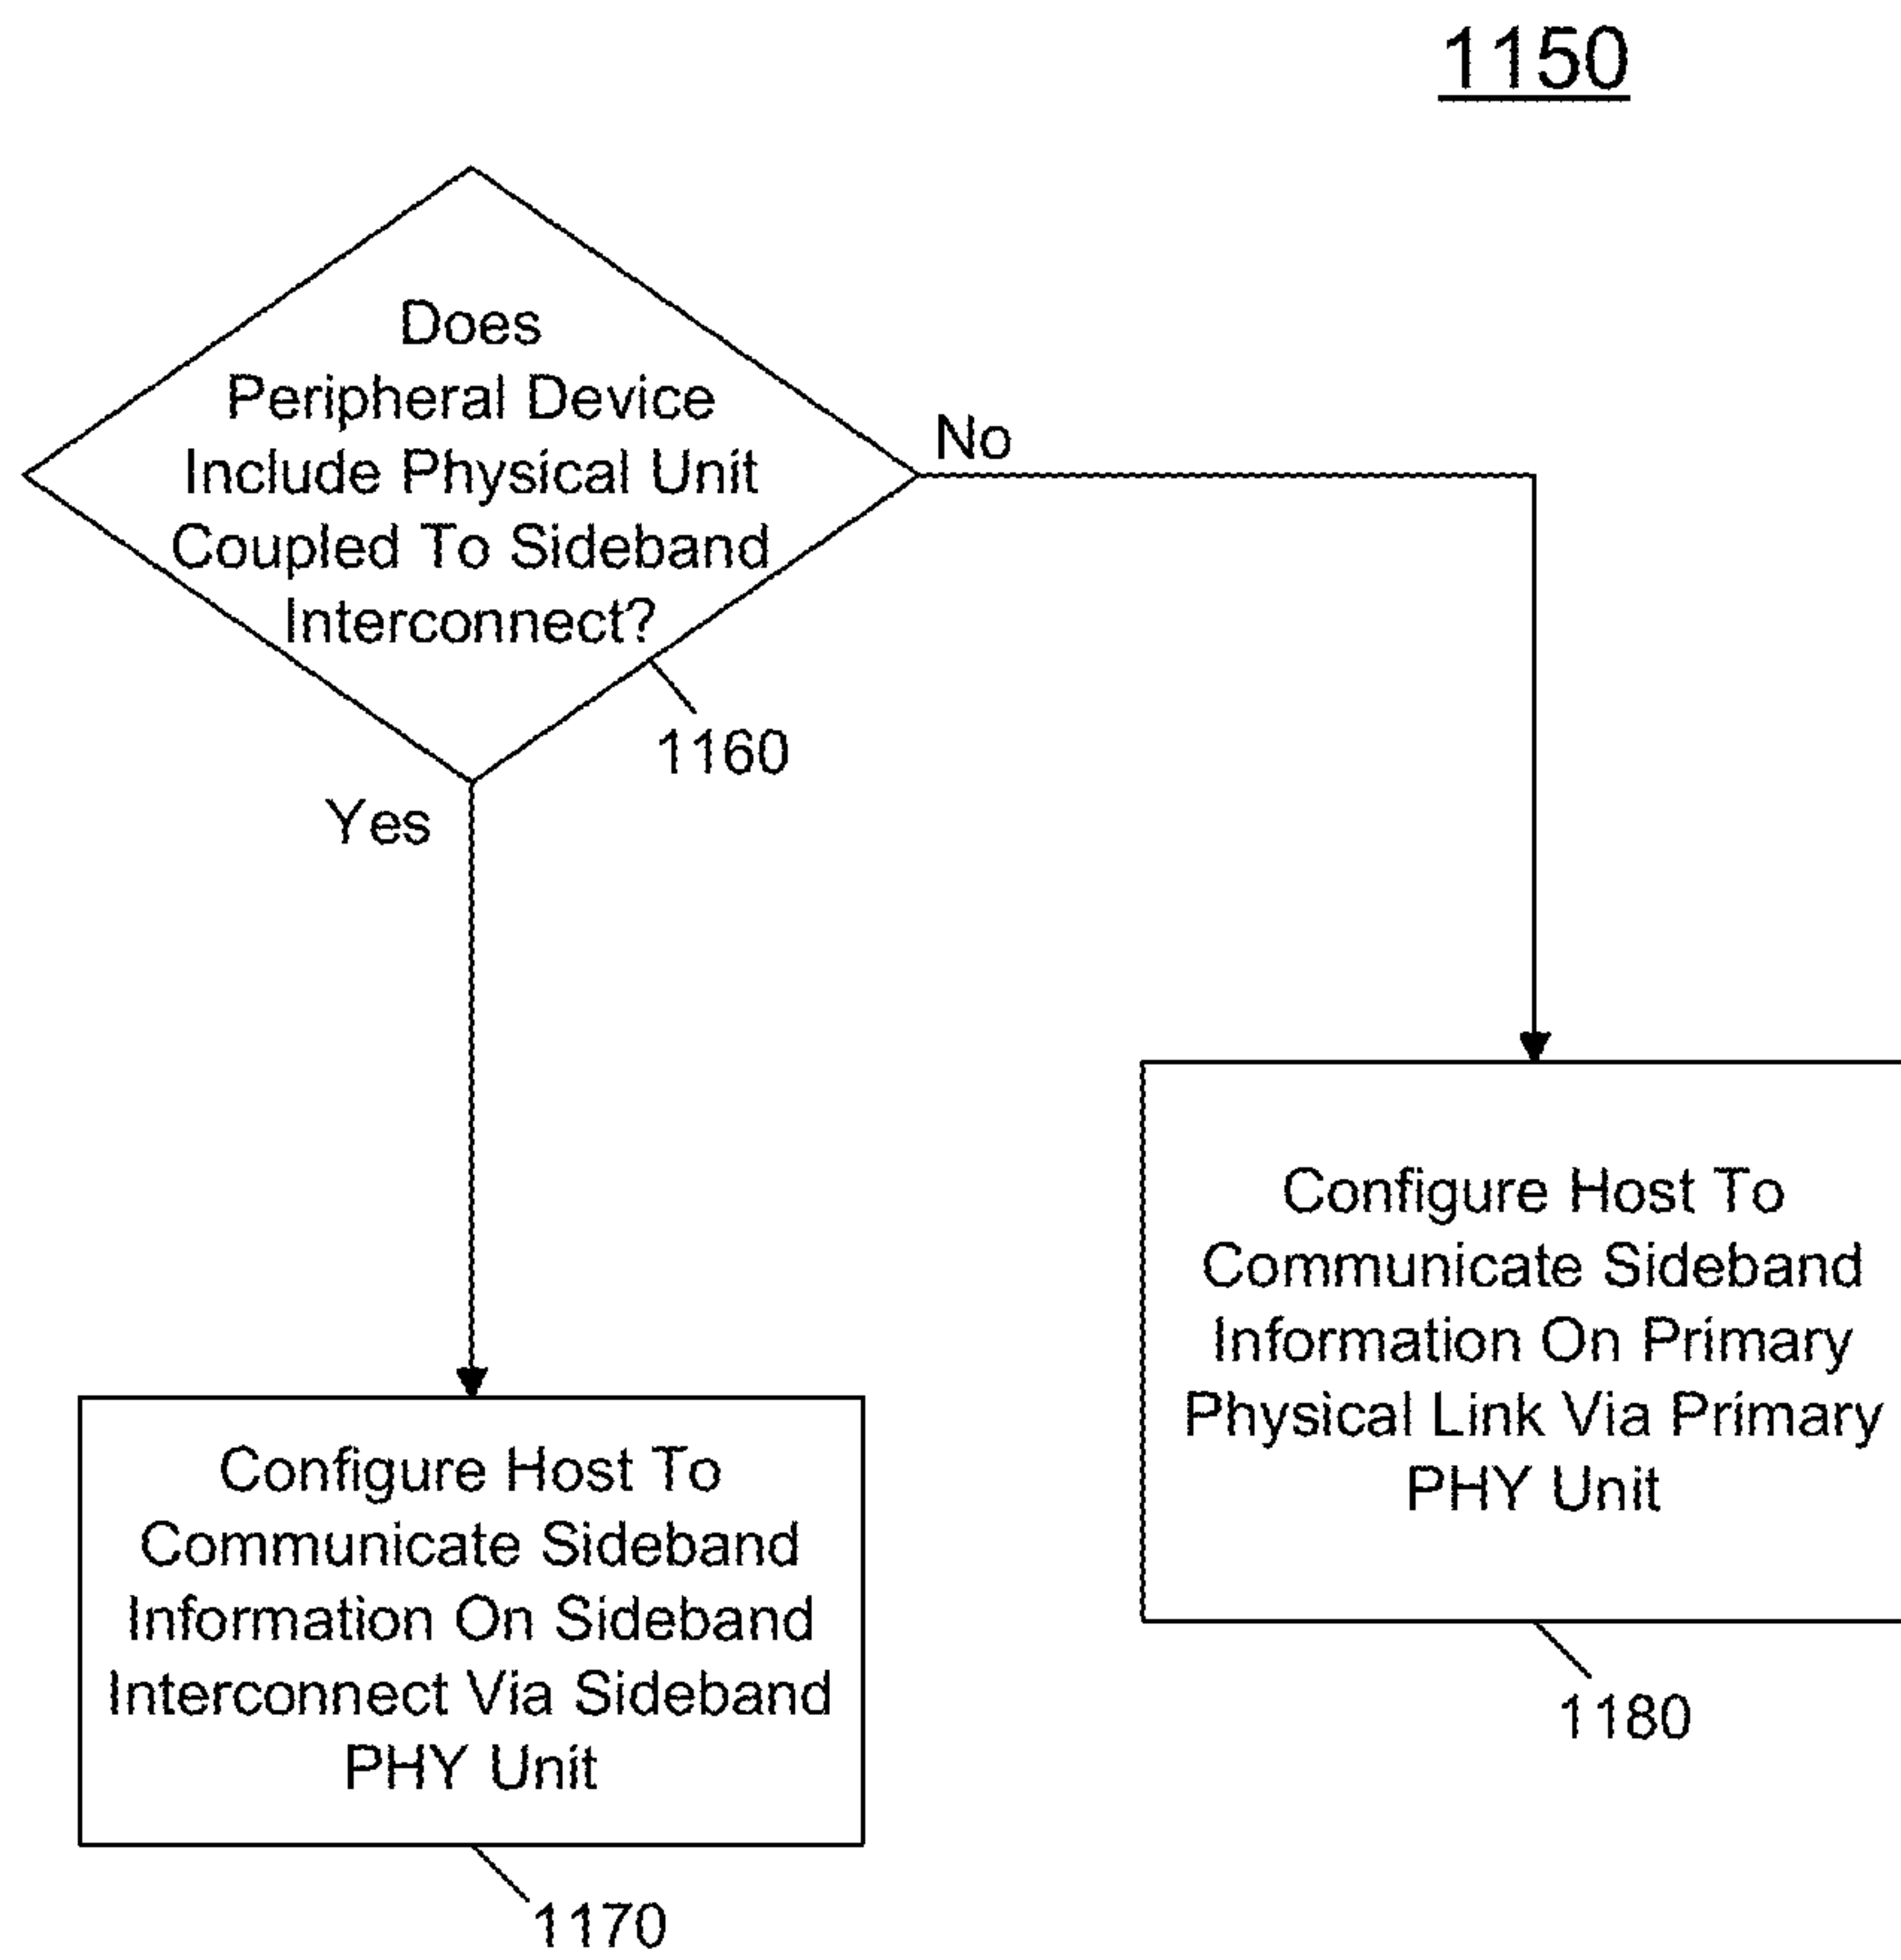 1150
Does
Peripheral Device
Include Physical Unit
Coupled To Sideband
Interconnect?
No
1160
Yes
Configure Host To
Communicate Sideband
Information On Primary
Physical Link Via Primary
PHY Unit
1180
Configure Host To
Communicate Sideband
Information On Sideband
Interconnect Via Sideband
PHY Unit
1170